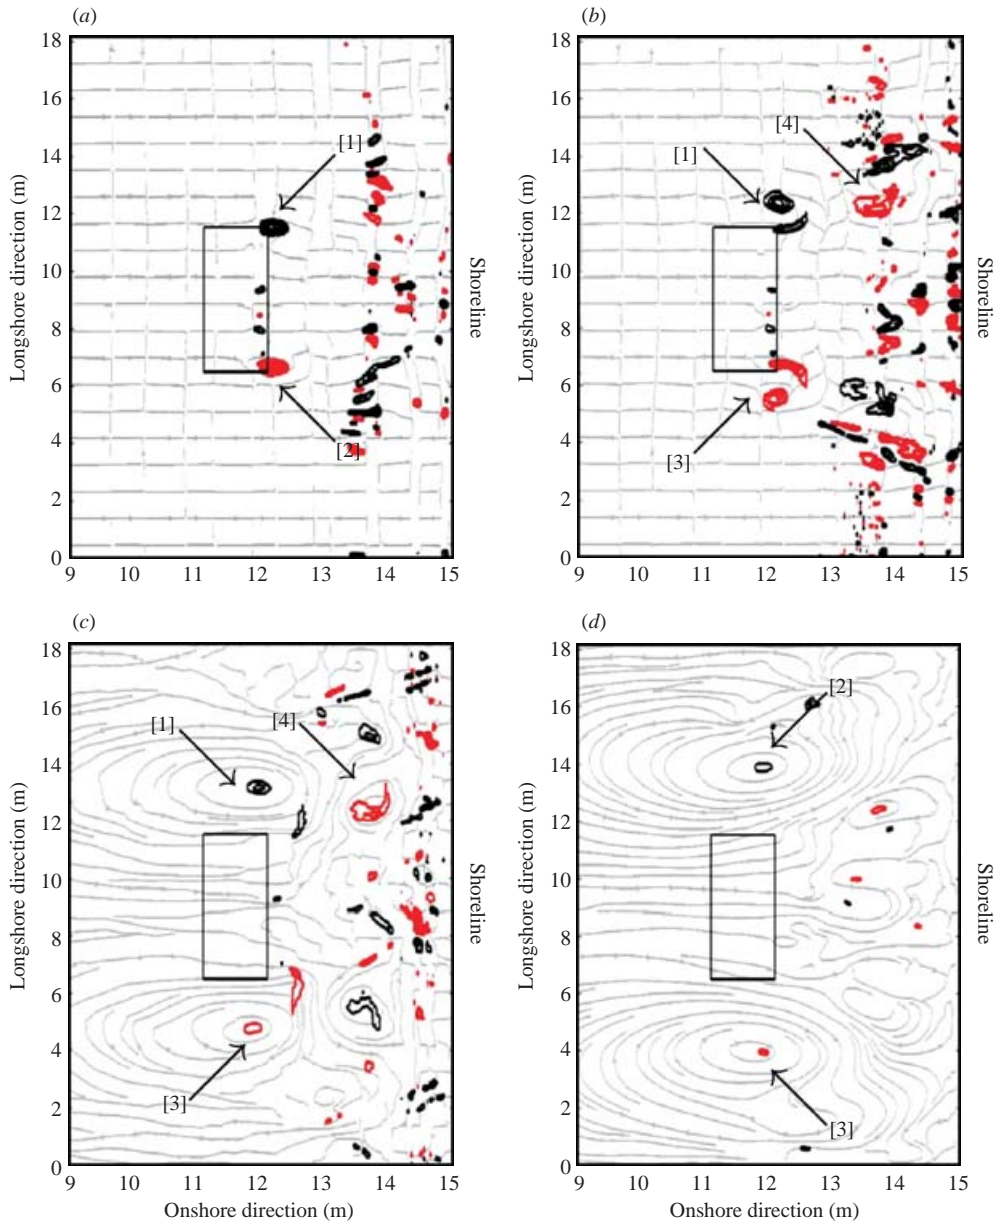 (a)
(b)
18
16
14
12
10
8
6
4
2
0
Longshore direction (m)
[1]
[2]
Shoreline
9 10 11 12 13 14 15
18
16
14
12
10
8
6
4
2
0
Longshore direction (m)
[4]
[1]
[3]
Shoreline
9 10 11 12 13 14 15
(c)
(d)
18
16
14
12
10
8
6
4
2
0
Longshore direction (m)
[1]
[4]
[3]
Shoreline
9 10 11 12 13 14 15
Onshore direction (m)
18
16
14
12
10
8
6
4
2
0
Longshore direction (m)
[2]
[3]
Shoreline
9 10 11 12 13 14 15
Onshore direction (m)